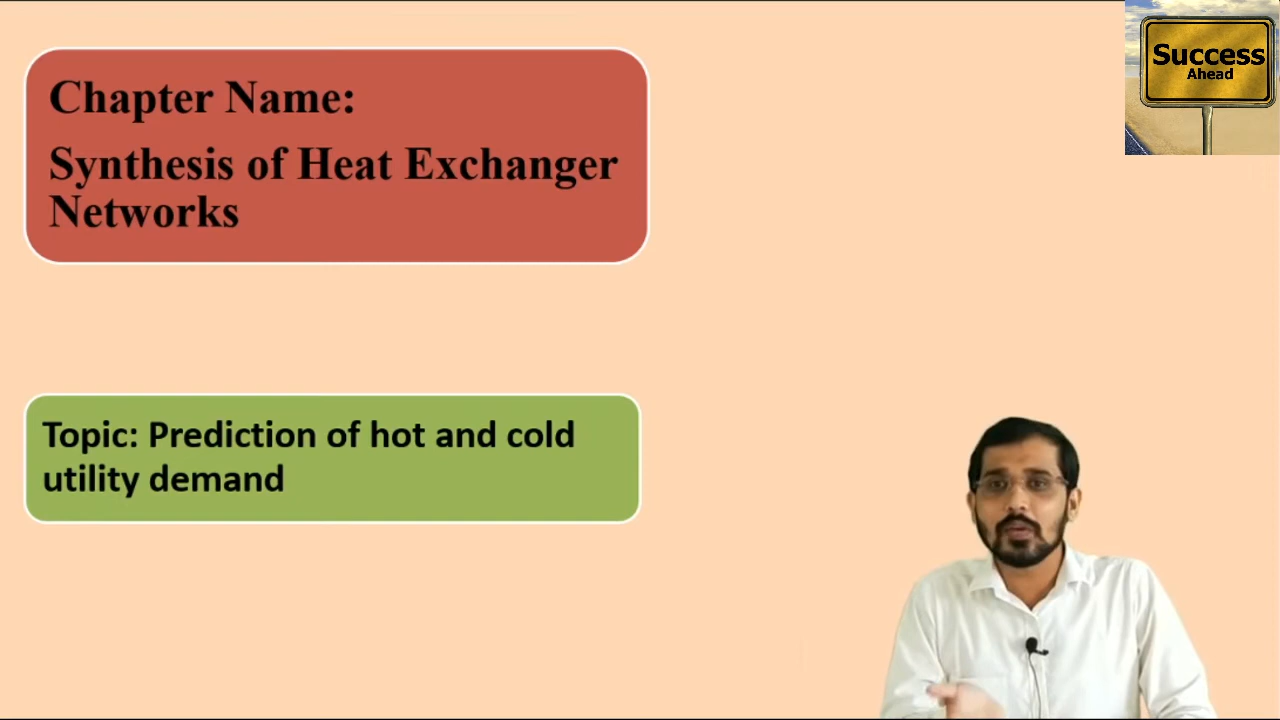 Chapter Name:
Synthesis of Heat Exchanger
Networks
Success
Ahead
Topic: Prediction of hot and cold
utility demand